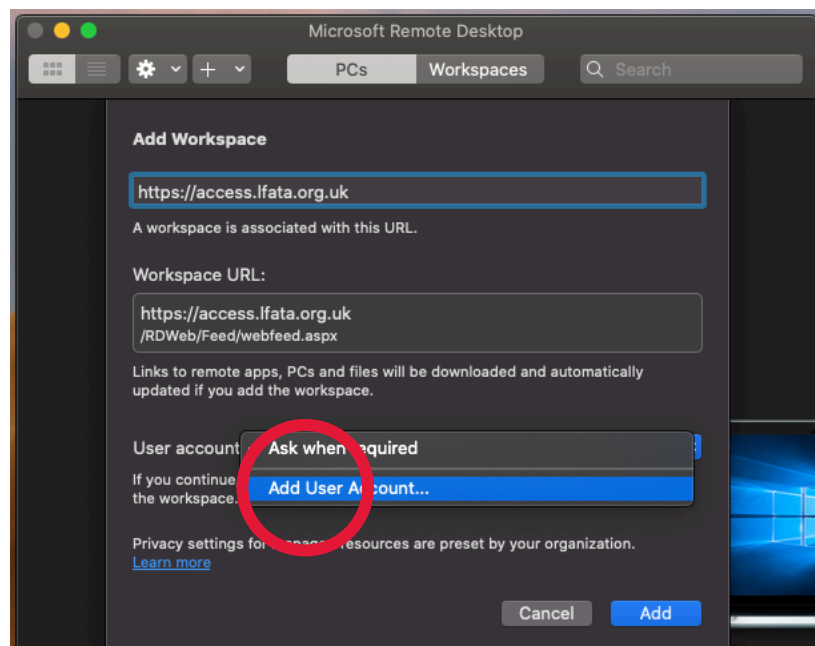 Microsoft Remote Desktop
PCs Workspaces Search
Add Workspace
https://access.lfata.org.uk
A workspace is associated with this URL.
Workspace URL:
https://access.lfata.org.uk
/RDWeb/Feed/webfeed.aspx
Links to remote apps, PCs and files will be downloaded and automatically
updated if you add the workspace.
User account
Ask when required
If you continue
Add User Account...
the workspace.
Privacy settings for managed resources are preset by your organization.
Learn more
Cancel Add